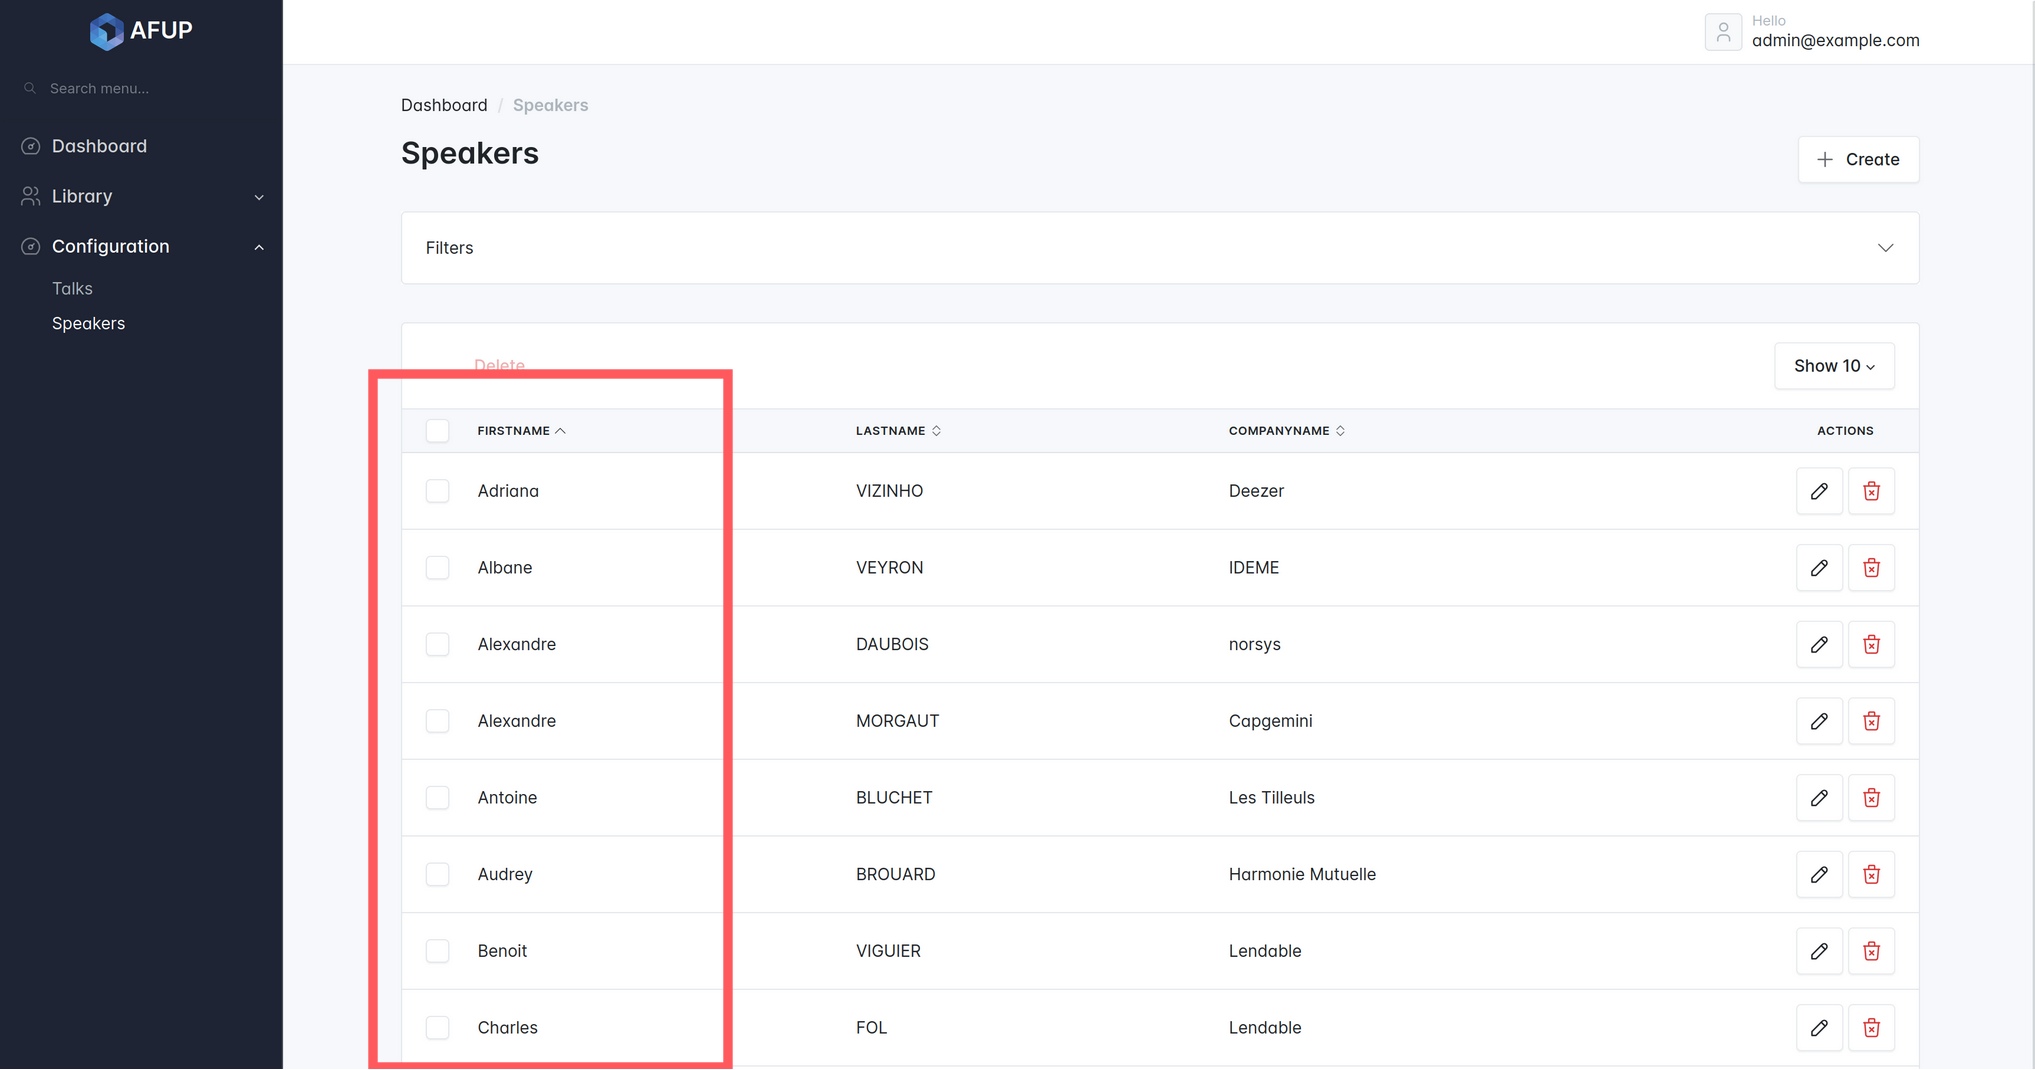 AFUP
Search menu...
Dashboard
Library
Configuration
Talks
Speakers
Hello
admin@example.com
Dashboard / Speakers
Speakers
Create
Filters
Delete
Show 10
FIRSTNAME LASTNAME COMPANYNAME ACTIONS
Adriana VIZINHO Deezer
Albane VEYRON IDEME
Alexandre DAUBOIS norsys
Alexandre MORGAUT Capgemini
Antoine BLUCHET Les Tilleuls
Audrey BROUARD Harmonie Mutuelle
Benoit VIGUIER Lendable
Charles FOL Lendable